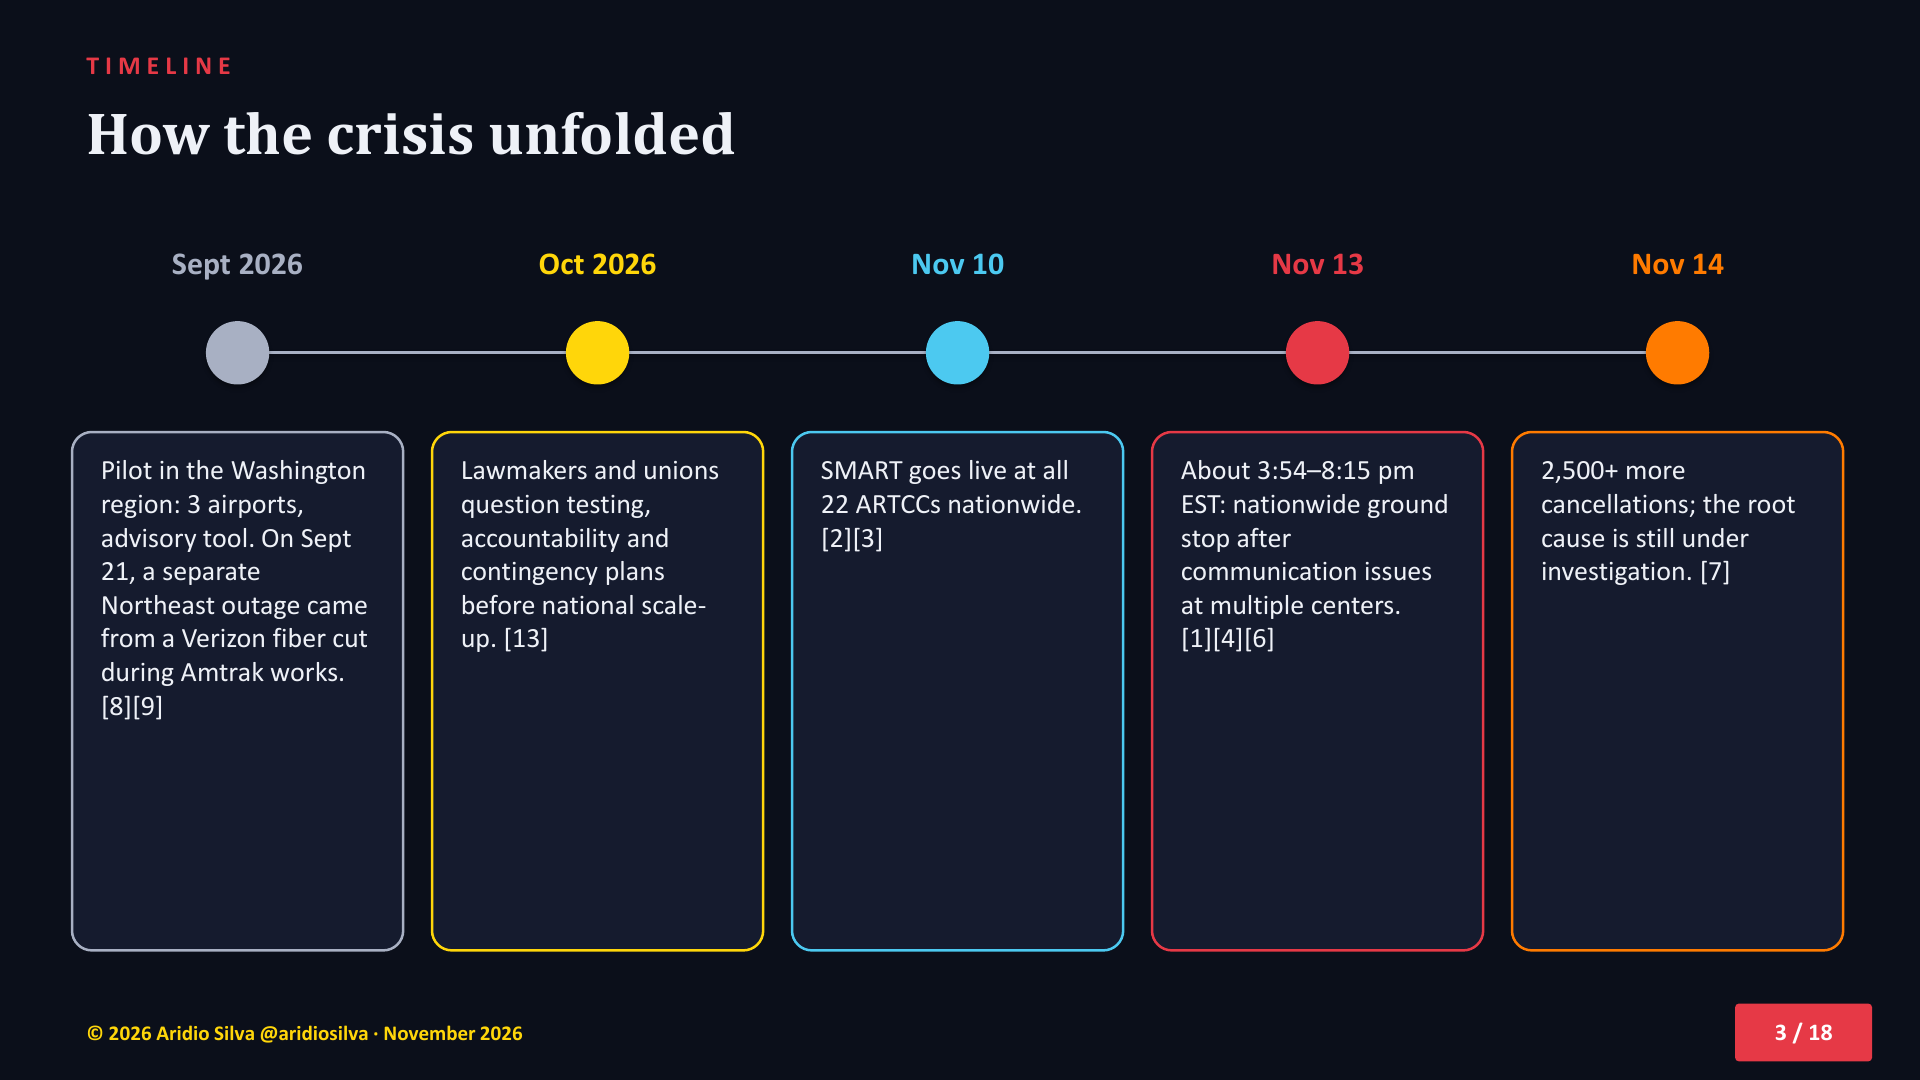 TIMELINE
How the crisis unfolded
Sept 2026
Oct 2026
Nov 10
Nov 13
Nov 14
Pilot in the Washington
region: 3 airports,
advisory tool. On Sept
21, a separate
Northeast outage came
from a Verizon fiber cut
during Amtrak works.
[8][9]
Lawmakers and unions
question testing,
accountability and
contingency plans
before national scale-
up. [13]
SMART goes live at all
22 ARTCCs nationwide.
[2][3]
About 3:54–8:15 pm
EST: nationwide ground
stop after
communication issues
at multiple centers.
[1][4][6]
2,500+ more
cancellations; the root
cause is still under
investigation. [7]
© 2026 Aridio Silva @aridiosilva · November 2026
3 / 18